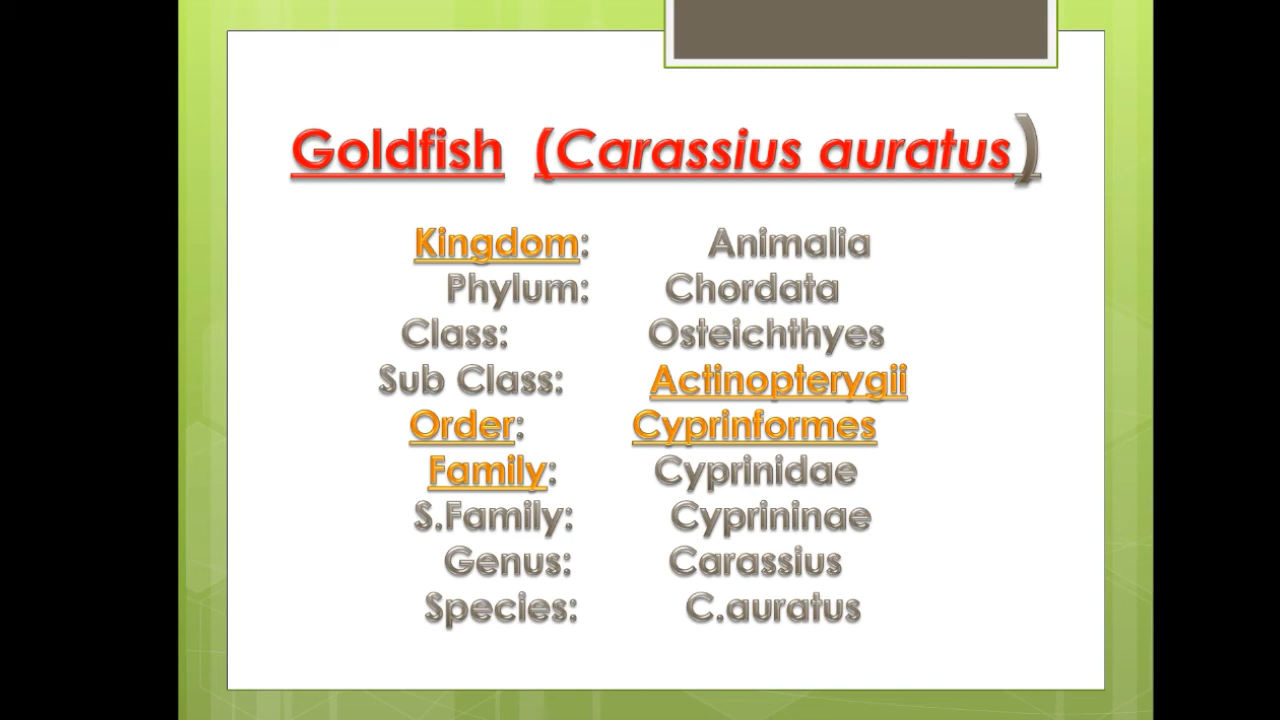 Goldfish (Carassius auratus)
Kingdom: Animalia
Phylum: Chordata
Class: Osteichthyes
Sub Class: Actinopterygii
Order: Cyprinformes
Family: Cyprinidae
S.Family: Cyprininae
Genus: Carassius
Species: C.auratus